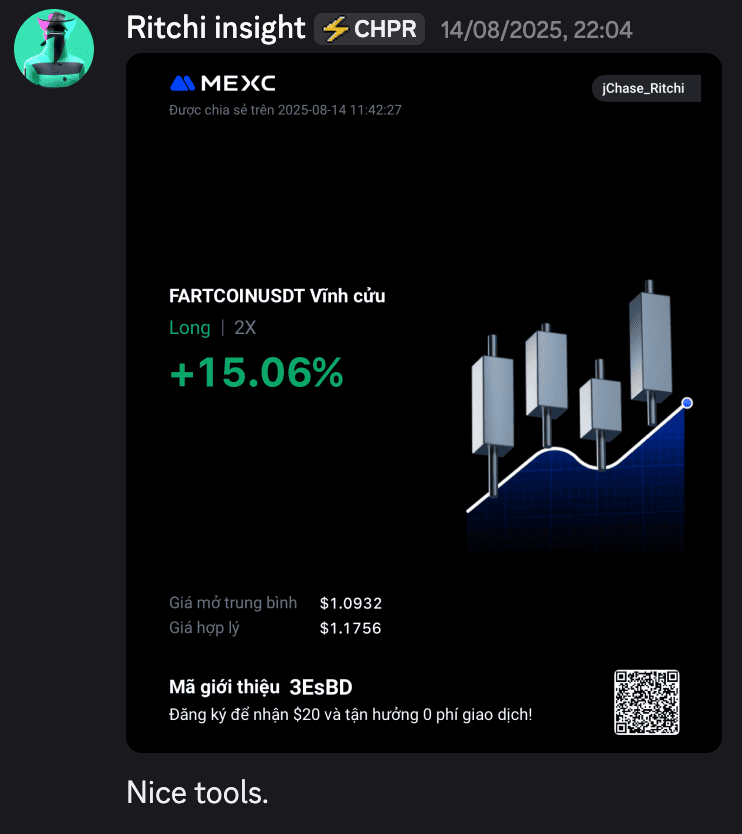 Ritchi insight ⚡CHPR 14/08/2025, 22:04
MEXC
jChase_Ritchi
Được chia sẻ trên 2025-08-14 11:42:27
FARTCOINUSDT Vĩnh cửu
Long | 2X
+15.06%
Giá mở trung bình $1.0932
Giá hợp lý $1.1756
Mã giới thiệu 3EsBD
Đăng ký để nhận $20 và tận hưởng 0 phí giao dịch!
Nice tools.